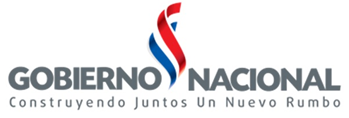 GOBIERNO NACIONAL
Construyendo Juntos Un Nuevo Rumbo